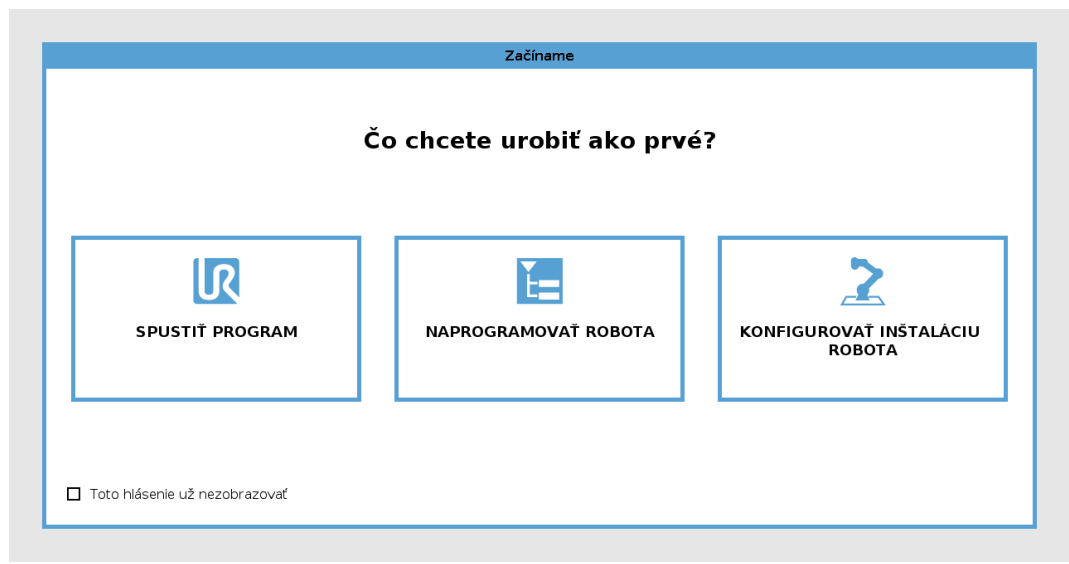 Začíname
Čo chcete urobiť ako prvé?
SPUSTIŤ PROGRAM
NAPROGRAMOVAŤ ROBOTA
KONFIGUROVAŤ INŠTALÁCIU
ROBOTA
Toto hlásenie už nezobrazovať